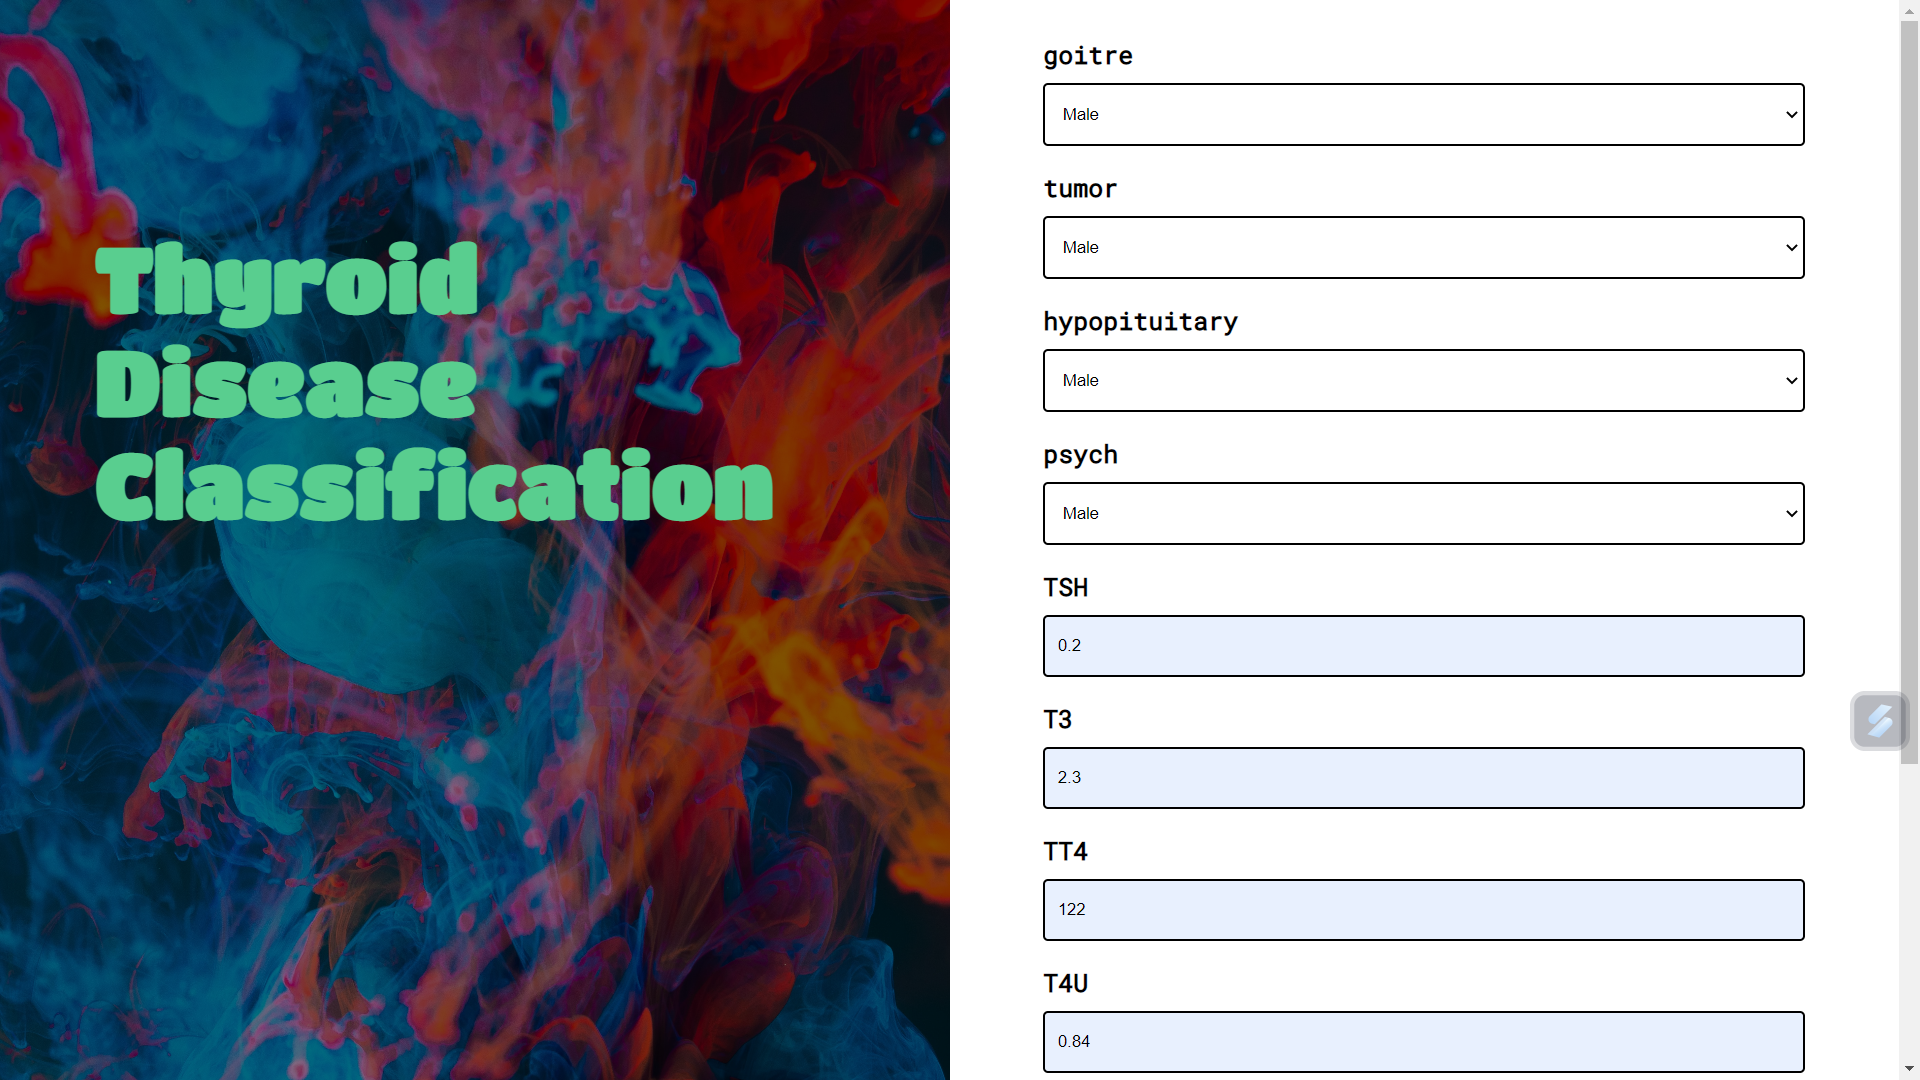 Thyroid
Disease
Classification
goitre
Male
tumor
Male
hypopituitary
Male
psych
Male
TSH
0.2
T3
2.3
TT4
122
T4U
0.84